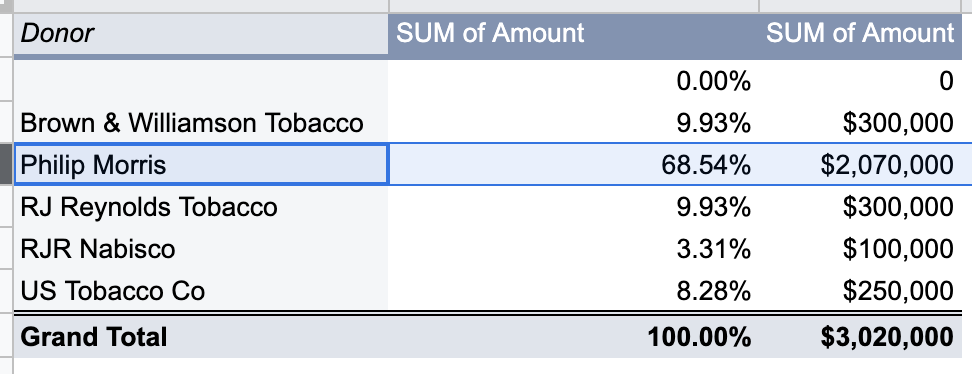 Donor SUM of Amount SUM of Amount
0.00% 0
Brown & Williamson Tobacco 9.93% $300,000
Philip Morris 68.54% $2,070,000
RJ Reynolds Tobacco 9.93% $300,000
RJR Nabisco 3.31% $100,000
US Tobacco Co 8.28% $250,000
Grand Total 100.00% $3,020,000